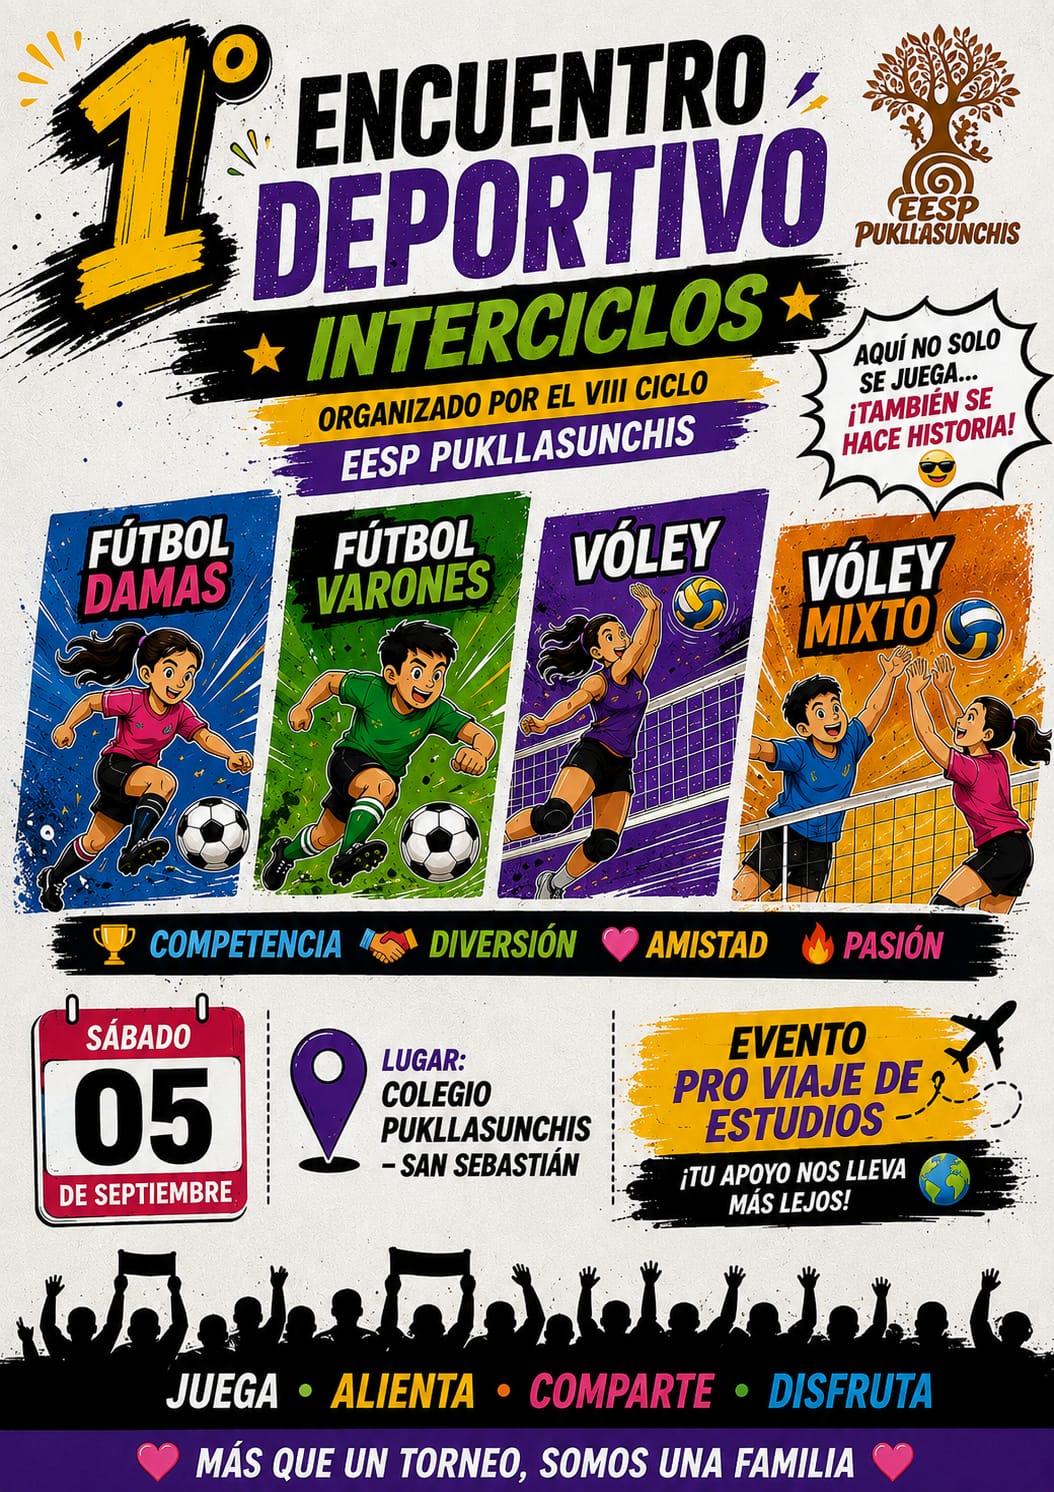 1°
ENCUENTRO
DEPORTIVO
INTERCICLOS
ORGANIZADO POR EL VIII CICLO
EESP PUKLLASUNCHIS
EESP
PUKLLASUNCHIS
AQUÍ NO SOLO
SE JUEGA...
¡TAMBIÉN SE
HACE HISTORIA!
FÚTBOL
DAMAS
FÚTBOL
VARONES
VÓLEY
VÓLEY
MIXTO
COMPETENCIA
DIVERSIÓN
AMISTAD
PASIÓN
SÁBADO
05
DE SEPTIEMBRE
LUGAR:
COLEGIO
PUKLLASUNCHIS
– SAN SEBASTIÁN
EVENTO
PRO VIAJE DE
ESTUDIOS
¡TU APOYO NOS LLEVA
MÁS LEJOS!
JUEGA • ALIENTA • COMPARTE • DISFRUTA
MÁS QUE UN TORNEO, SOMOS UNA FAMILIA